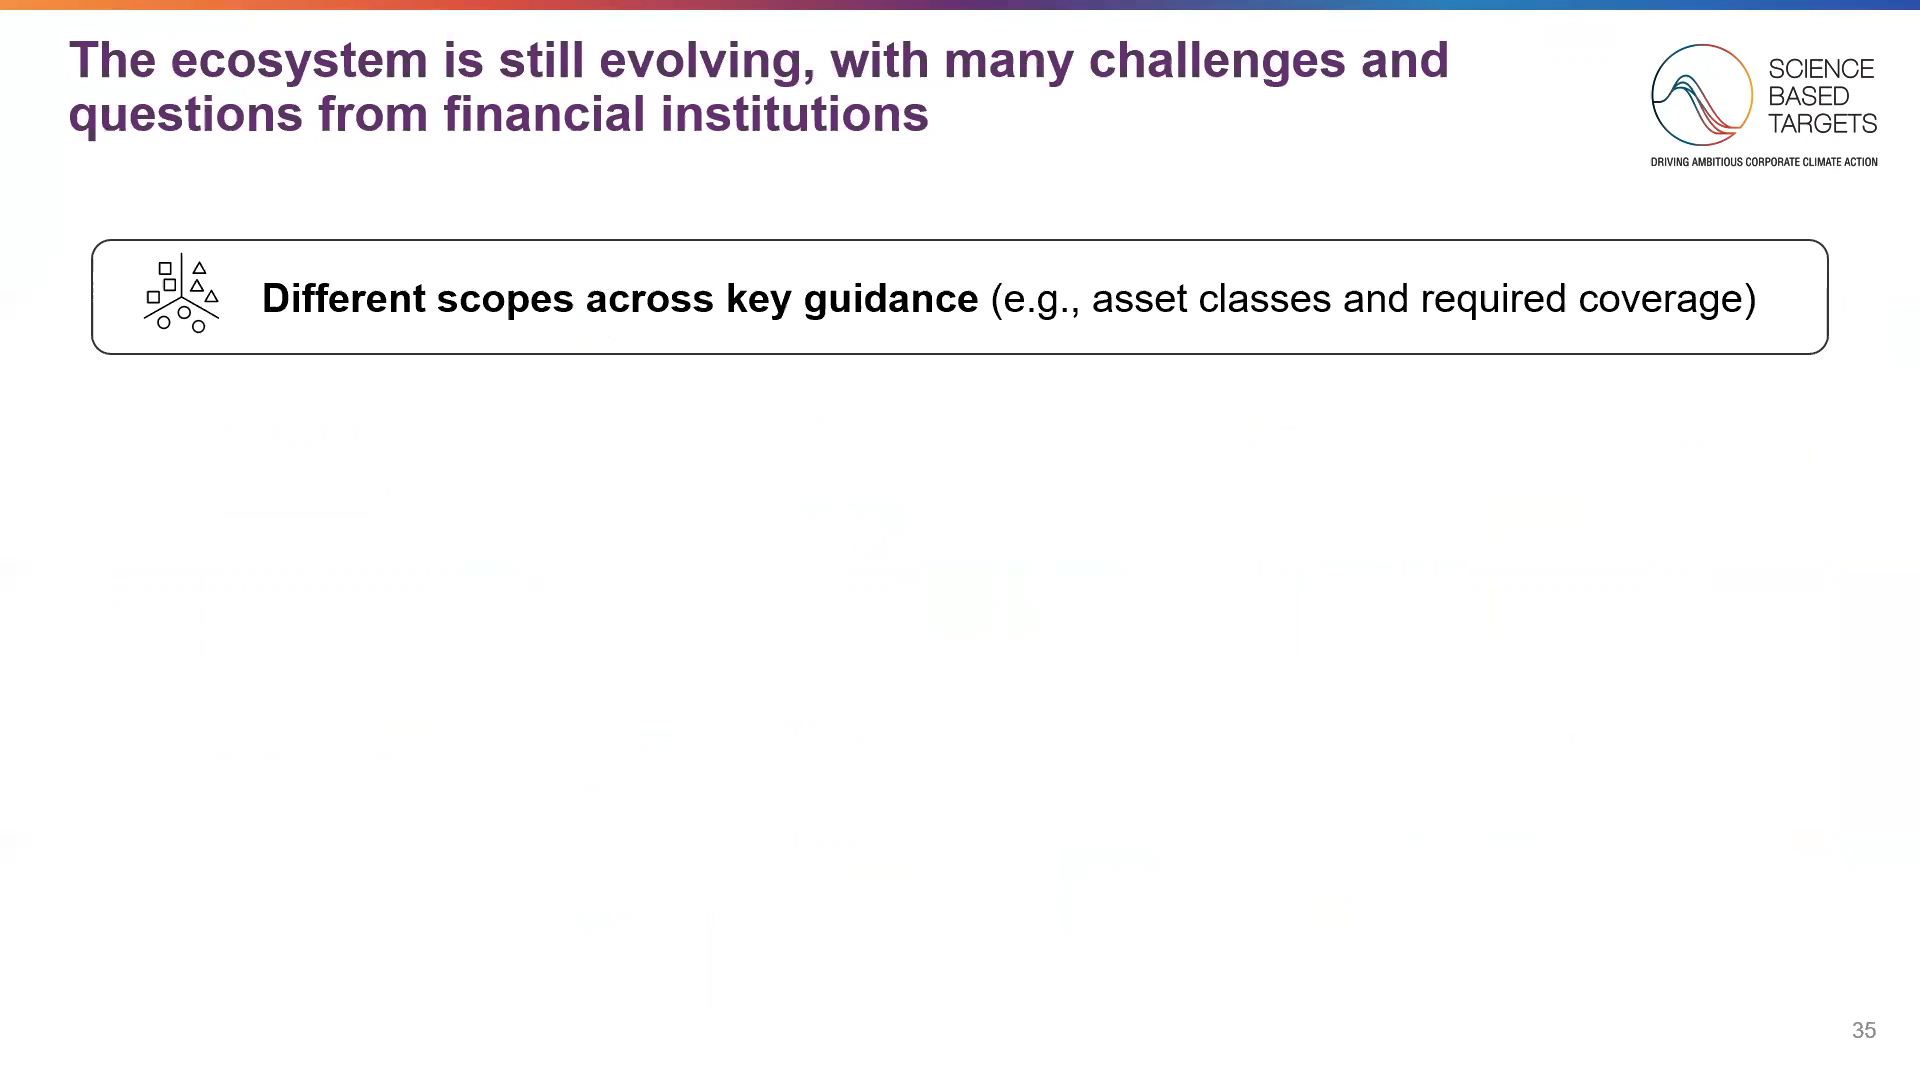 The ecosystem is still evolving, with many challenges and
questions from financial institutions
SCIENCE
BASED
TARGETS
DRIVING AMBITIOUS CORPORATE CLIMATE ACTION
Different scopes across key guidance (e.g., asset classes and required coverage)
35